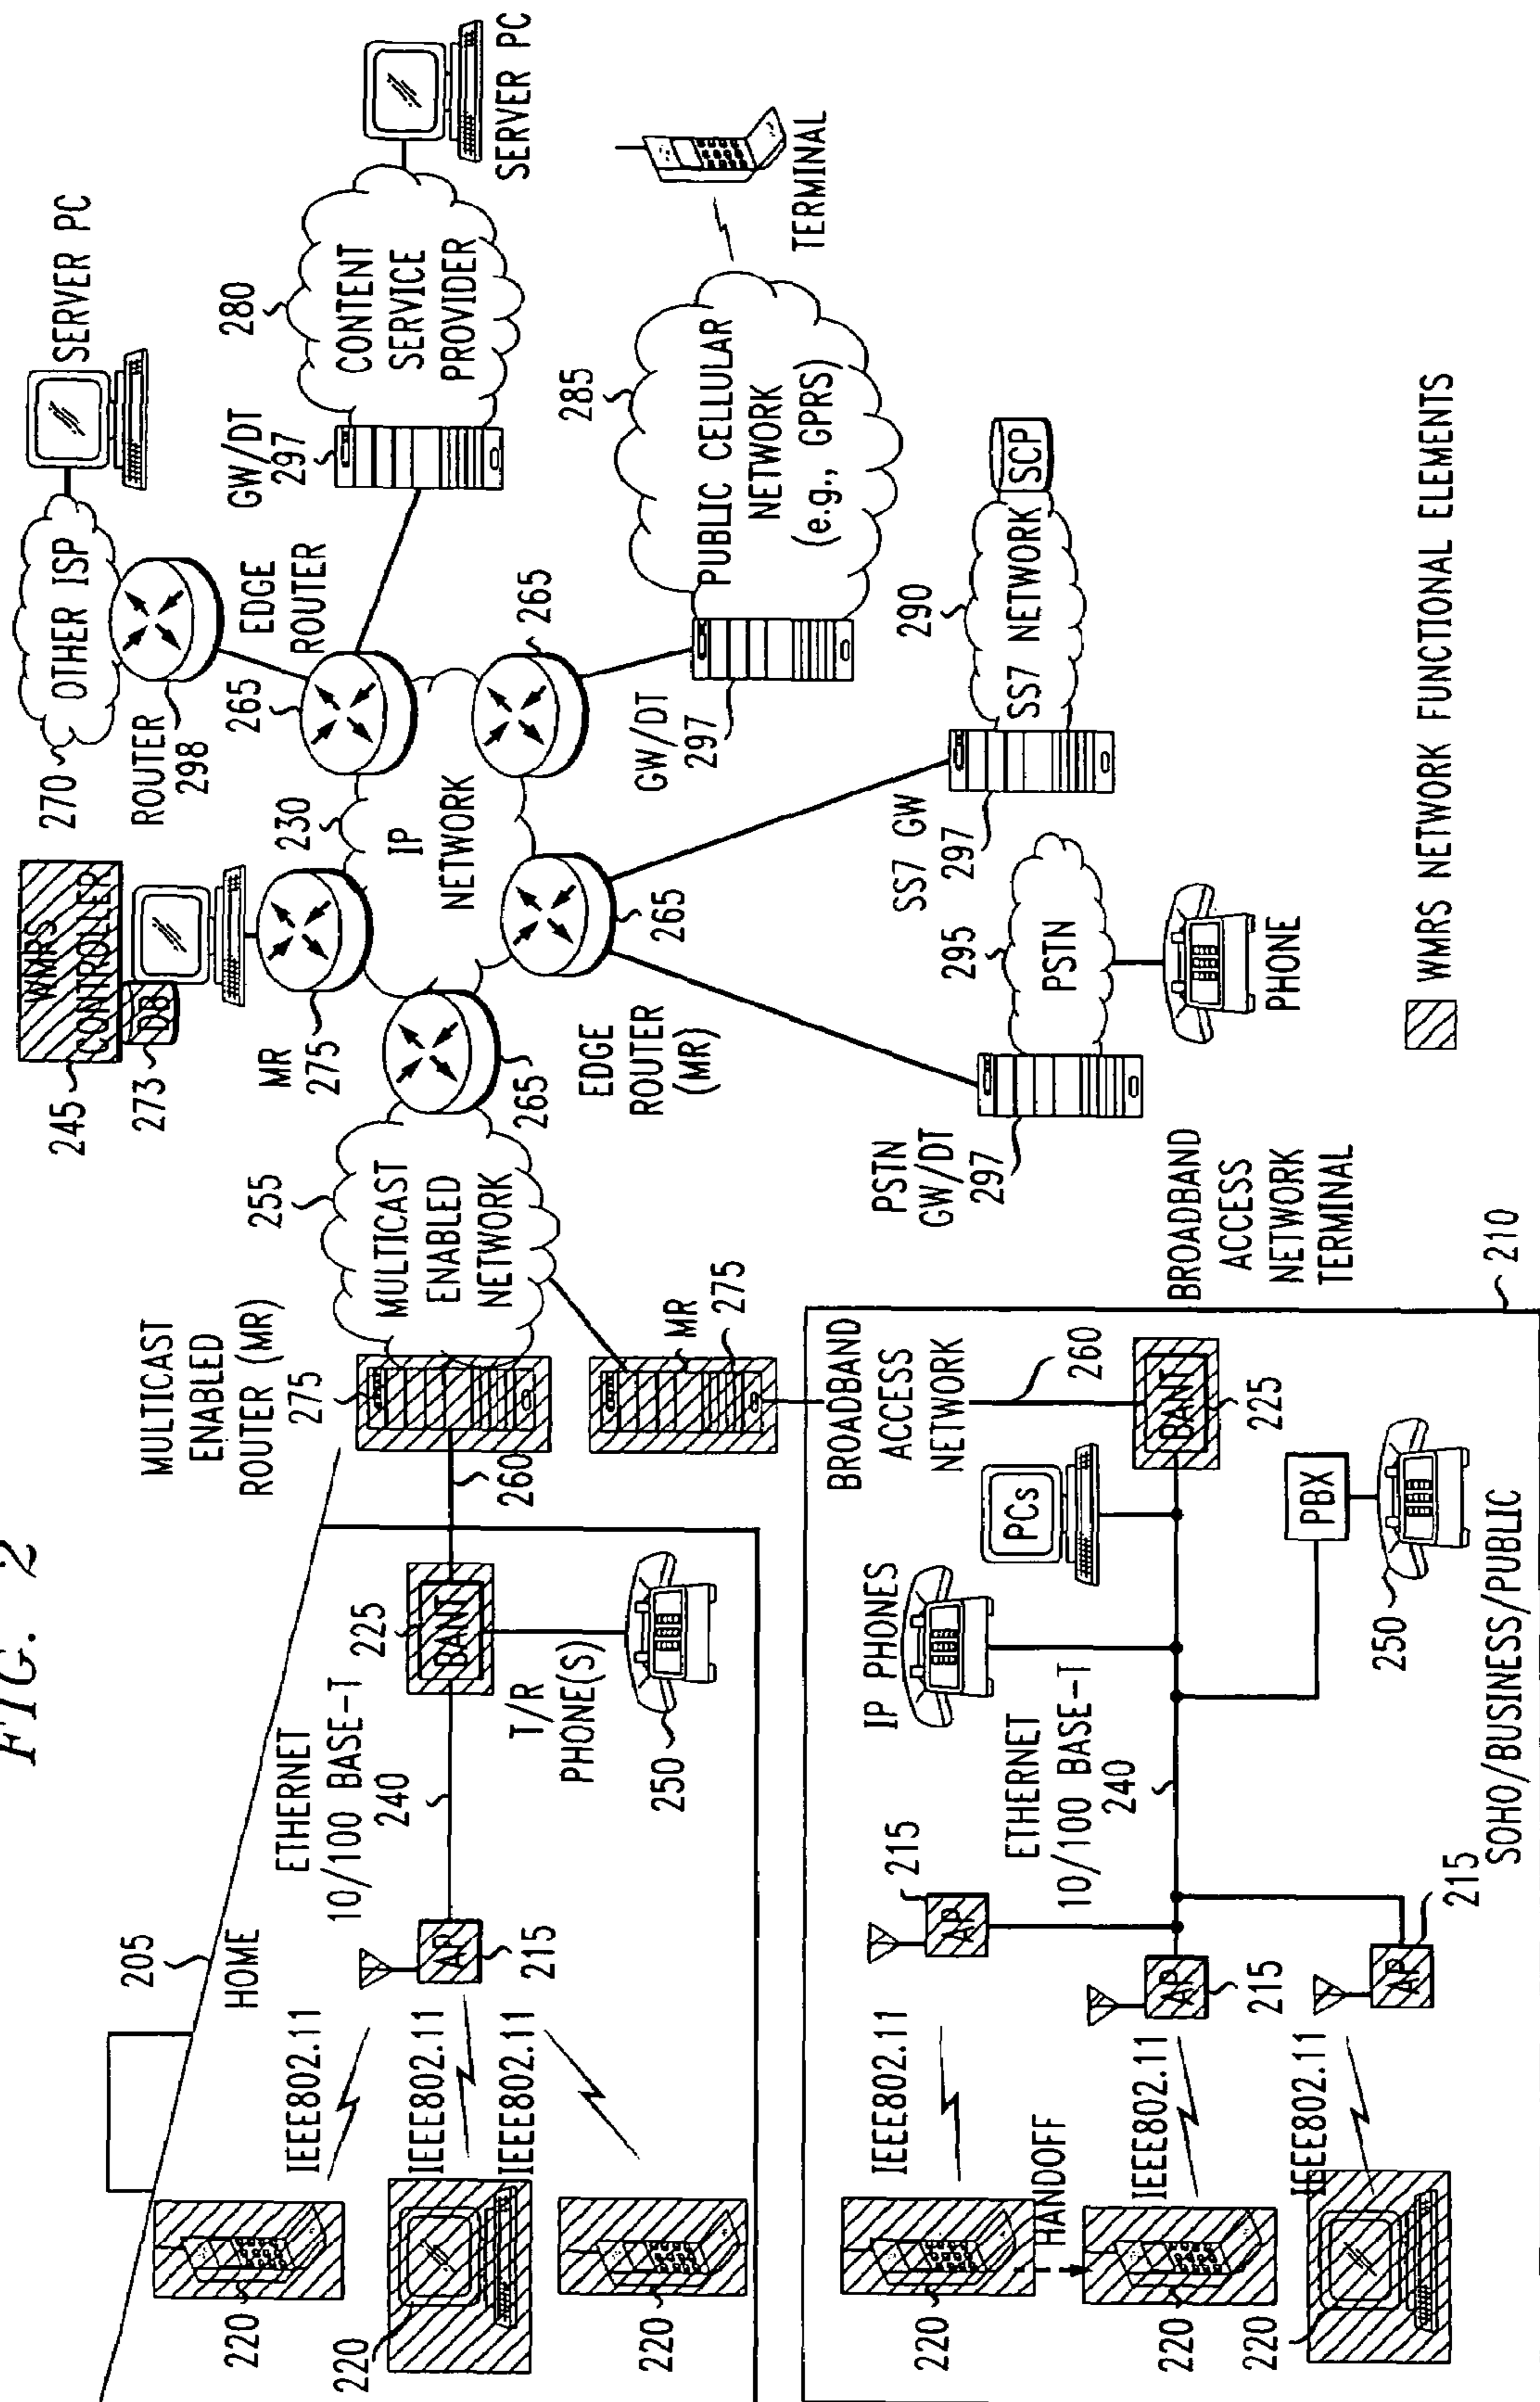 FIG. 2
205
HOME
220
IEEE802.11
220
IEEE802.11
220
IEEE802.11
AP
215
ETHERNET
10/100 BASE-T
240
225
BANT
T/R
PHONE(S)
250
260
MULTICAST
ENABLED
ROUTER (MR)
275
MR
275
255
MULTICAST
ENABLED
NETWORK
265
245
WMRS
CONTROLLER
273
DB
MR
275
230
IP
NETWORK
270
OTHER ISP
SERVER PC
ROUTER
298
265
EDGE
ROUTER
GW/DT
297
280
CONTENT
SERVICE
PROVIDER
SERVER PC
265
GW/DT
297
285
PUBLIC CELLULAR
NETWORK
(e.g., GPRS)
TERMINAL
265
EDGE
ROUTER
(MR)
SS7 GW
297
290
SS7 NETWORK
SCP
PSTN
GW/DT
297
295
PSTN
PHONE
BROADBAND
ACCESS
NETWORK
TERMINAL
210
BROADBAND
ACCESS
NETWORK
260
BANT
225
PCs
IP PHONES
PBX
250
ETHERNET
10/100 BASE-T
240
215
AP
AP
215
AP
215
IEEE802.11
220
HANDOFF
IEEE802.11
220
IEEE802.11
220
SOHO/BUSINESS/PUBLIC
WMRS NETWORK FUNCTIONAL ELEMENTS